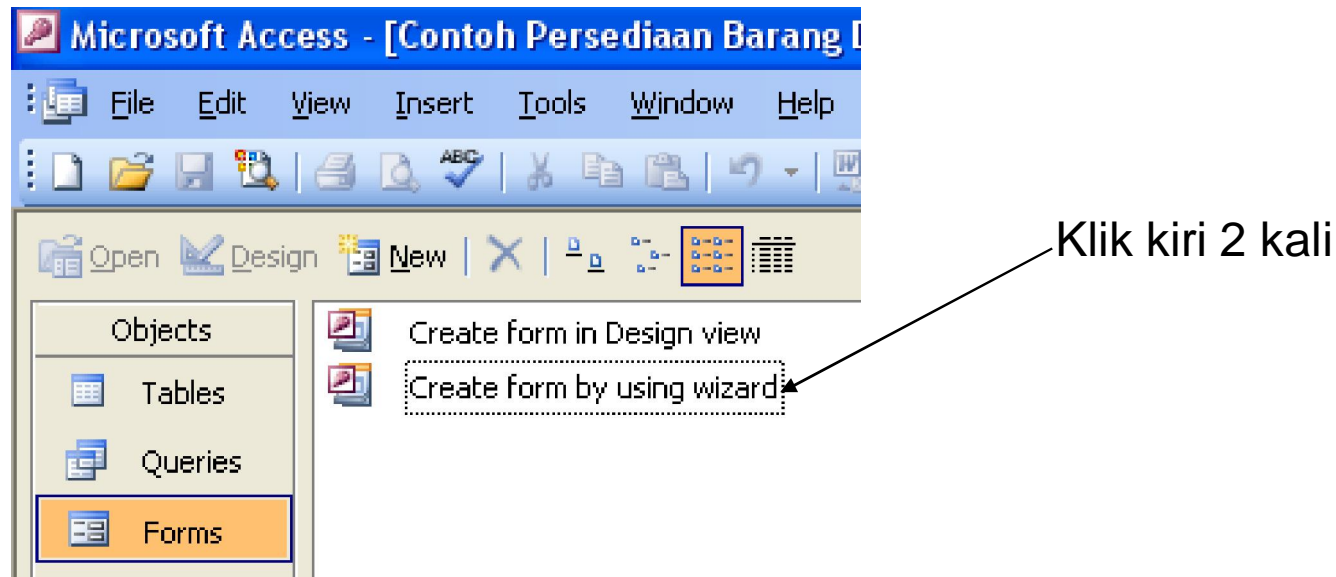 Microsoft Access - [Contoh Persediaan Barang D
File Edit View Insert Tools Window Help
ABC
W
Open Design New
Klik kiri 2 kali
Objects
Create form in Design view
Tables
Create form by using wizard
Queries
Forms